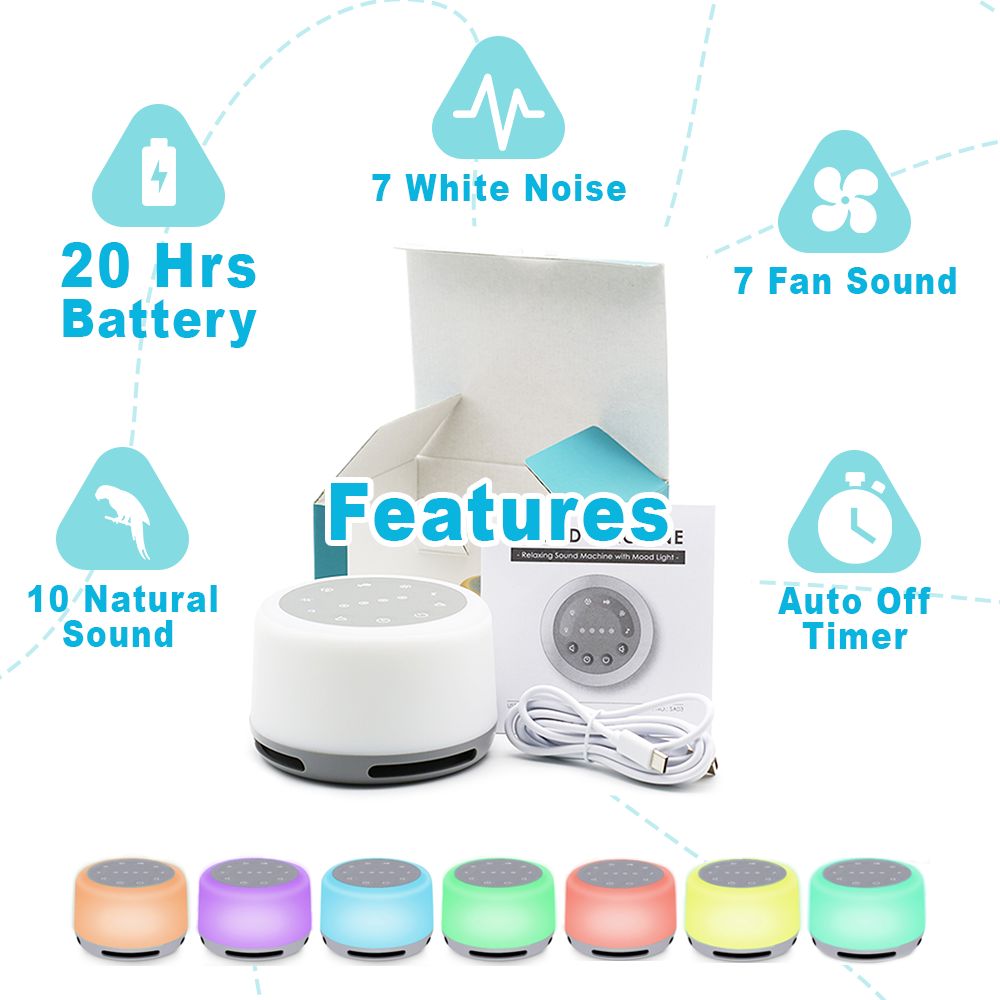 7 White Noise
20 Hrs
Battery
7 Fan Sound
Features
- Relaxing Sound Machine with Mood Light -
10 Natural
Sound
Auto Off
Timer